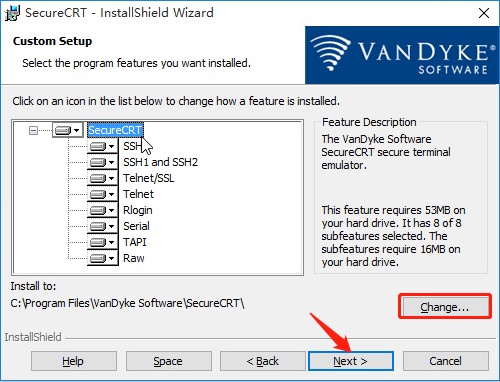 SecureCRT - InstallShield Wizard
Custom Setup
Select the program features you want installed.
VANDYKE
SOFTWARE
Click on an icon in the list below to change how a feature is installed.
SecureCRT
SSH
SSH1 and SSH2
Telnet/SSL
Telnet
Rlogin
Serial
TAPI
Raw
Feature Description
The VanDyke Software
SecureCRT secure terminal
emulator.
This feature requires 53MB on
your hard drive. It has 8 of 8
subfeatures selected. The
subfeatures require 16MB on
your hard drive.
Install to:
C:\Program Files\VanDyke Software\SecureCRT\
Change...
InstallShield
Help
Space
< Back
Next >
Cancel